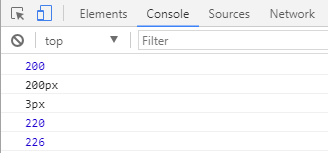 Elements Console Sources Network
top Filter
200
200px
3px
220
226